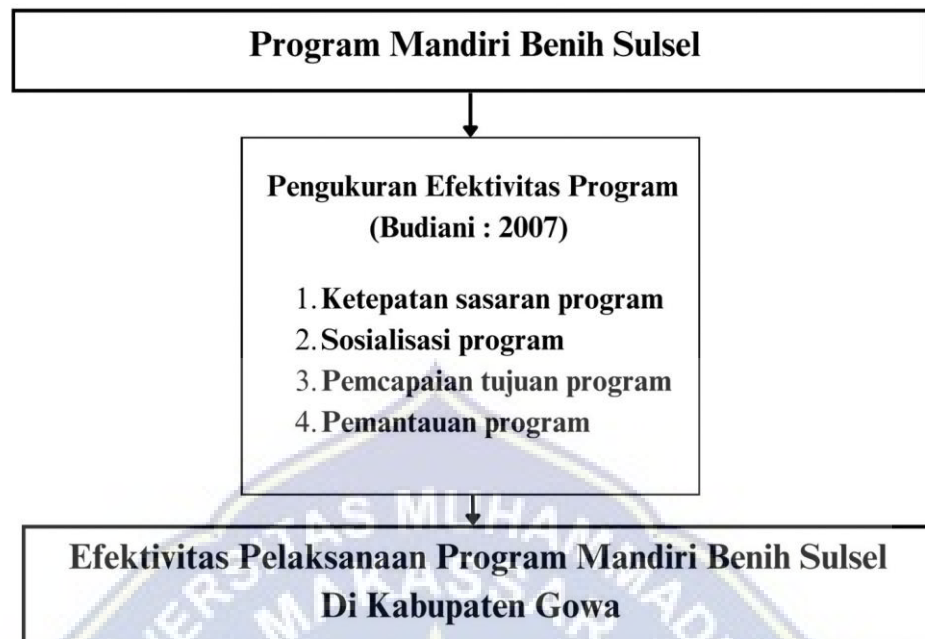 Program Mandiri Benih Sulsel
Pengukuran Efektivitas Program
(Budiani : 2007)
1. Ketepatan sasaran program
2. Sosialisasi program
3. Pemcapaian tujuan program
4. Pemantauan program
Efektivitas Pelaksanaan Program Mandiri Benih Sulsel
Di Kabupaten Gowa